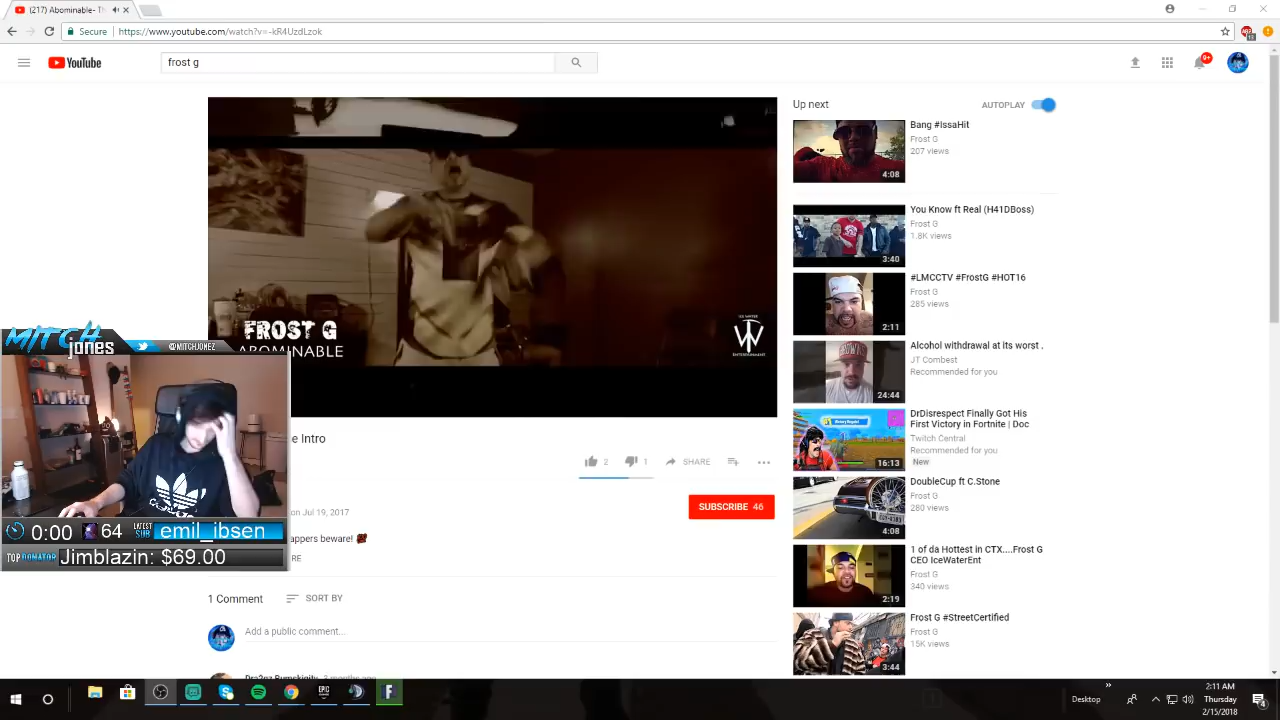 (217) Abominable- Th
Secure
https://www.youtube.com/watch?v=-kR4UzdLzok
YouTube
frost g
9+
Up next
AUTOPLAY
Bang #IssaHit
Frost G
207 views
4:08
You Know ft Real (H41DBoss)
Frost G
1.8K views
3:40
#LMCCTV #FrostG #HOT16
Frost G
285 views
2:11
Alcohol withdrawal at its worst .
JT Combest
Recommended for you
24:44
DrDisrespect Finally Got His
First Victory in Fortnite | Doc
Twitch Central
Recommended for you
New
16:13
DoubleCup ft C.Stone
Frost G
280 views
4:08
1 of da Hottest in CTX....Frost G
CEO IceWaterEnt
Frost G
340 views
2:19
Frost G #StreetCertified
Frost G
15K views
3:44
FROST G
ABOMINABLE
MITCH
jones
@MITCHJONEZ
e Intro
2
1
SHARE
SUBSCRIBE 46
on Jul 19, 2017
appers beware!
RE
0:00
64
LATEST
SUB
emil_ibsen
TOP DONATOR
Jimblazin: $69.00
1 Comment
SORT BY
Add a public comment...
EPIC
F
Desktop
2:11 AM
Thursday
2/15/2018
4